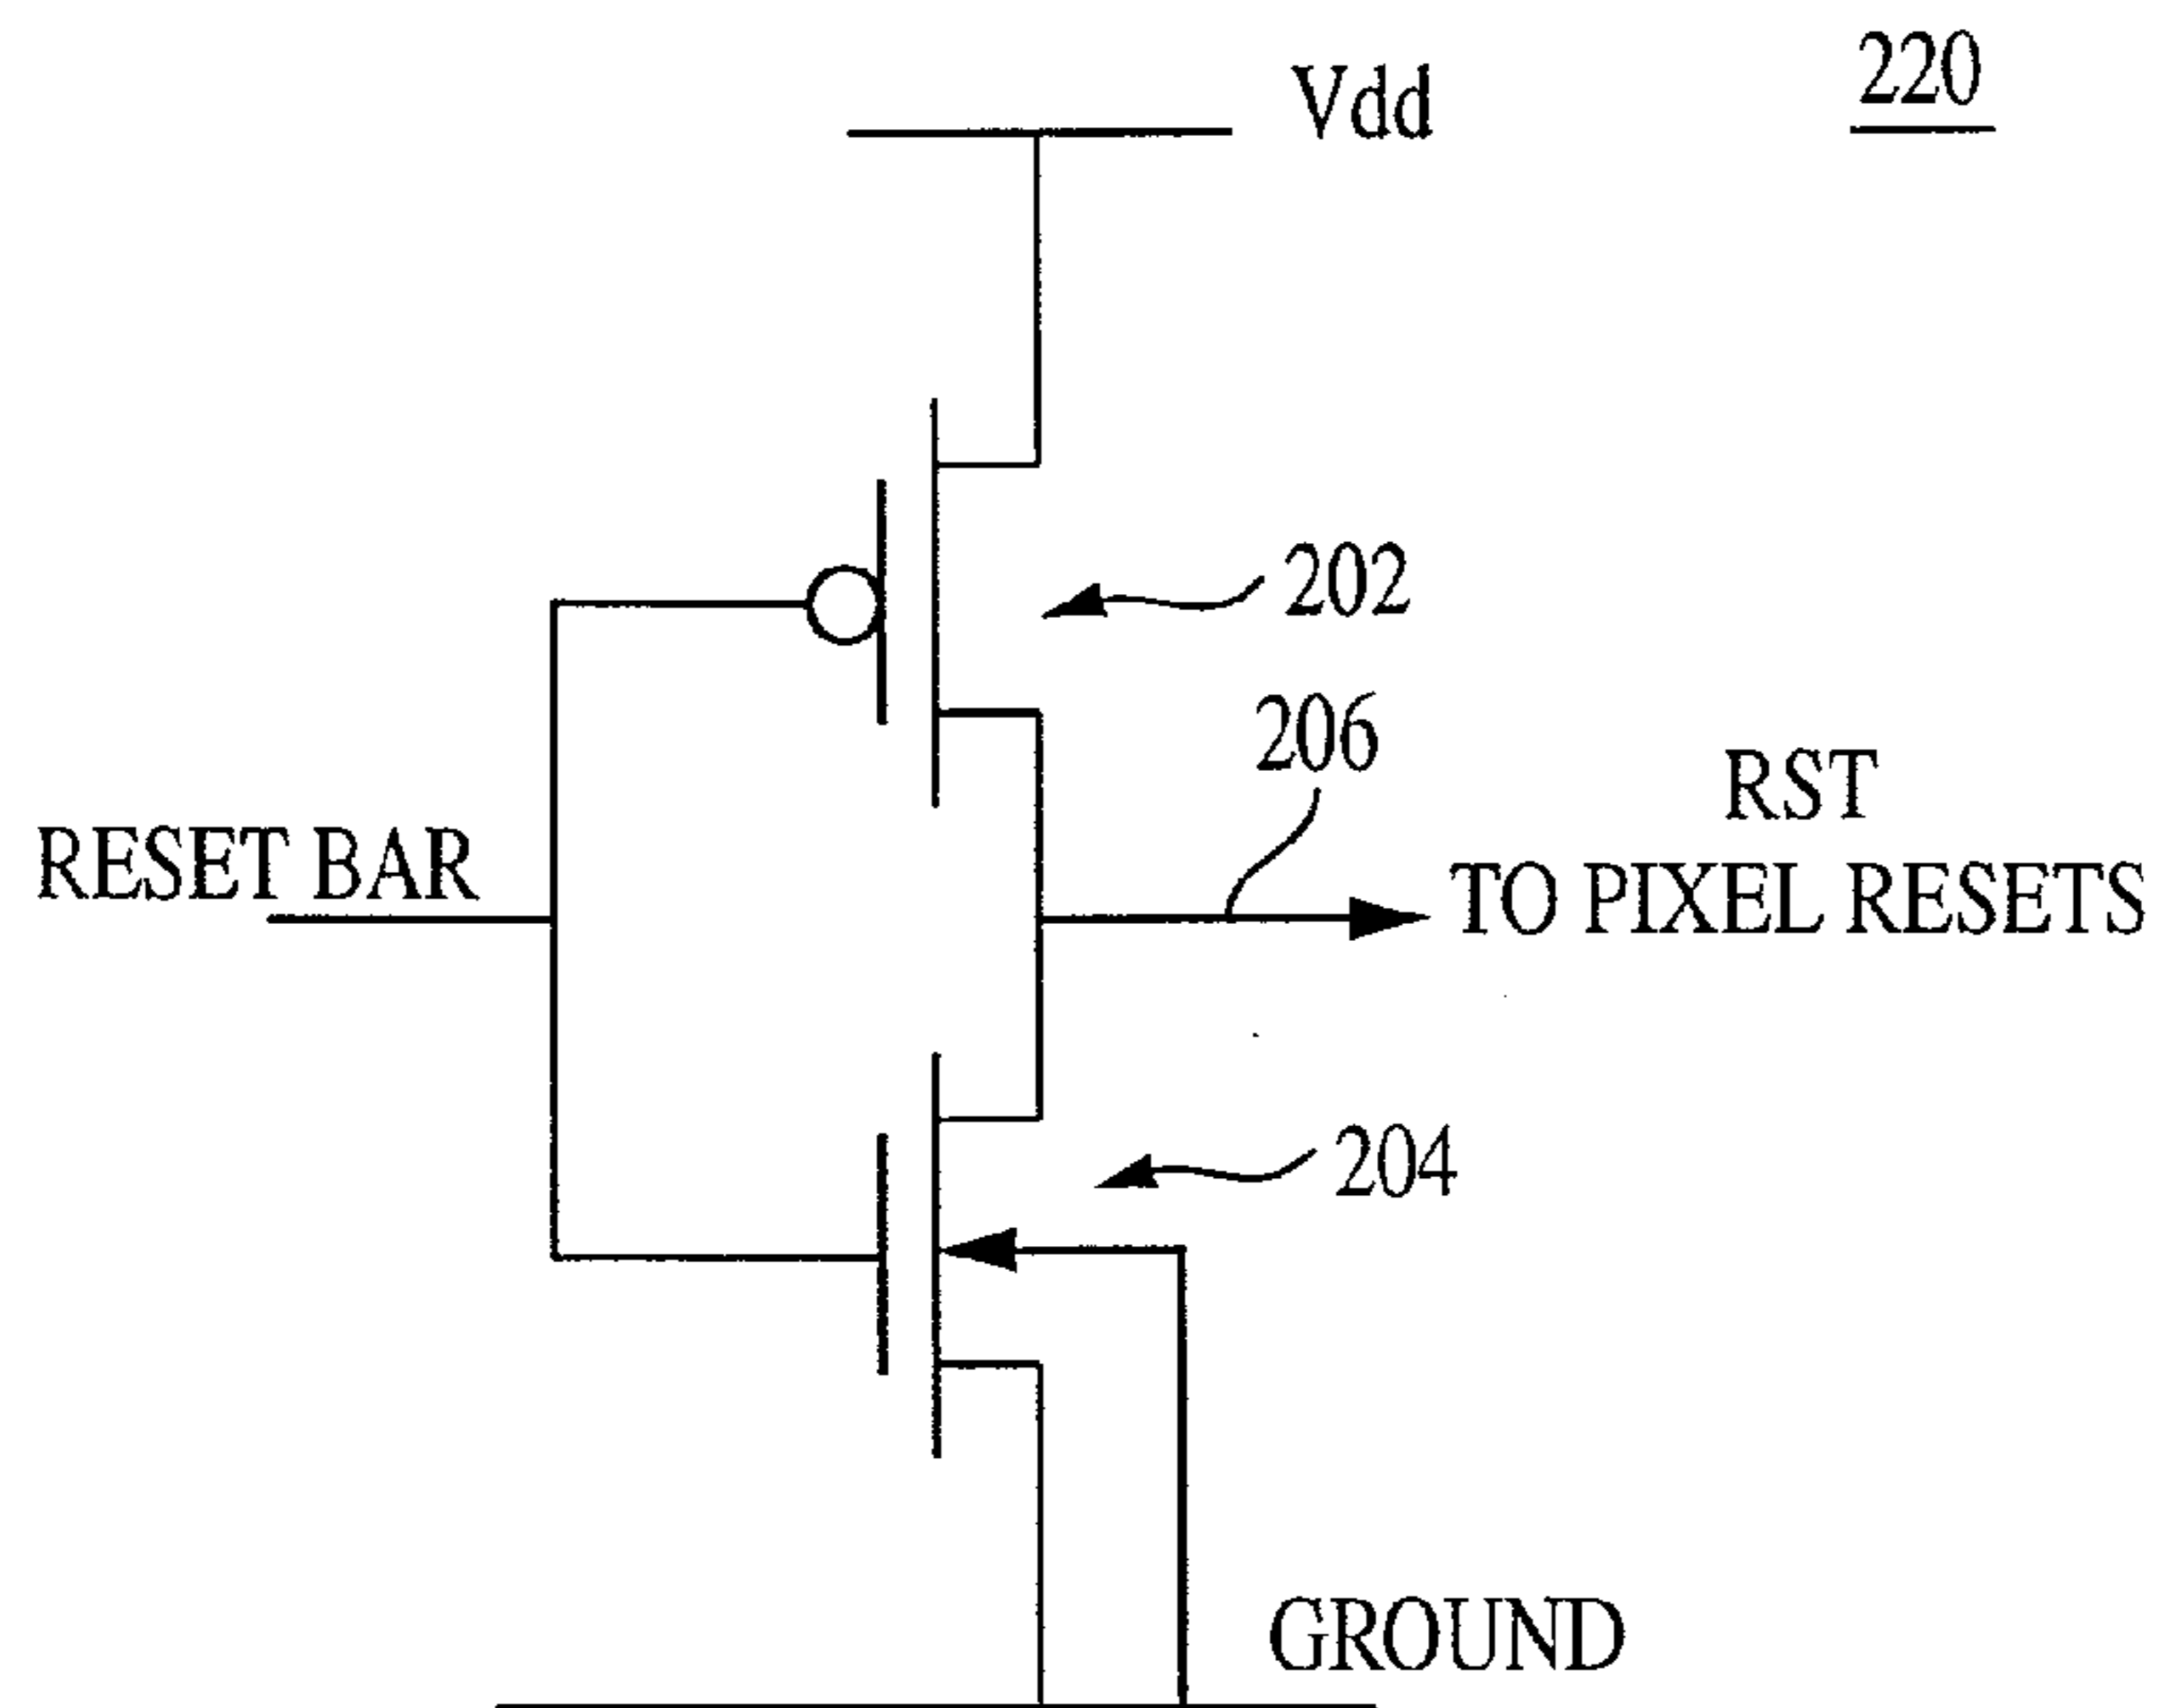 Vdd
220
202
206
RST
TO PIXEL RESETS
RESET BAR
204
GROUND